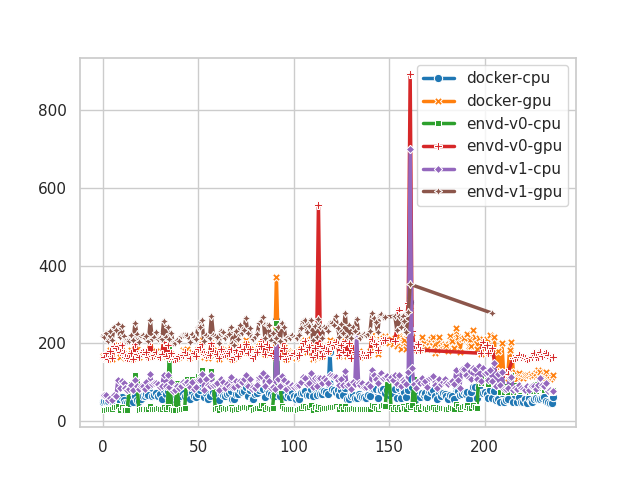 800
600
400
200
0
0
50
100
150
200
docker-cpu
docker-gpu
envd-v0-cpu
envd-v0-gpu
envd-v1-cpu
envd-v1-gpu